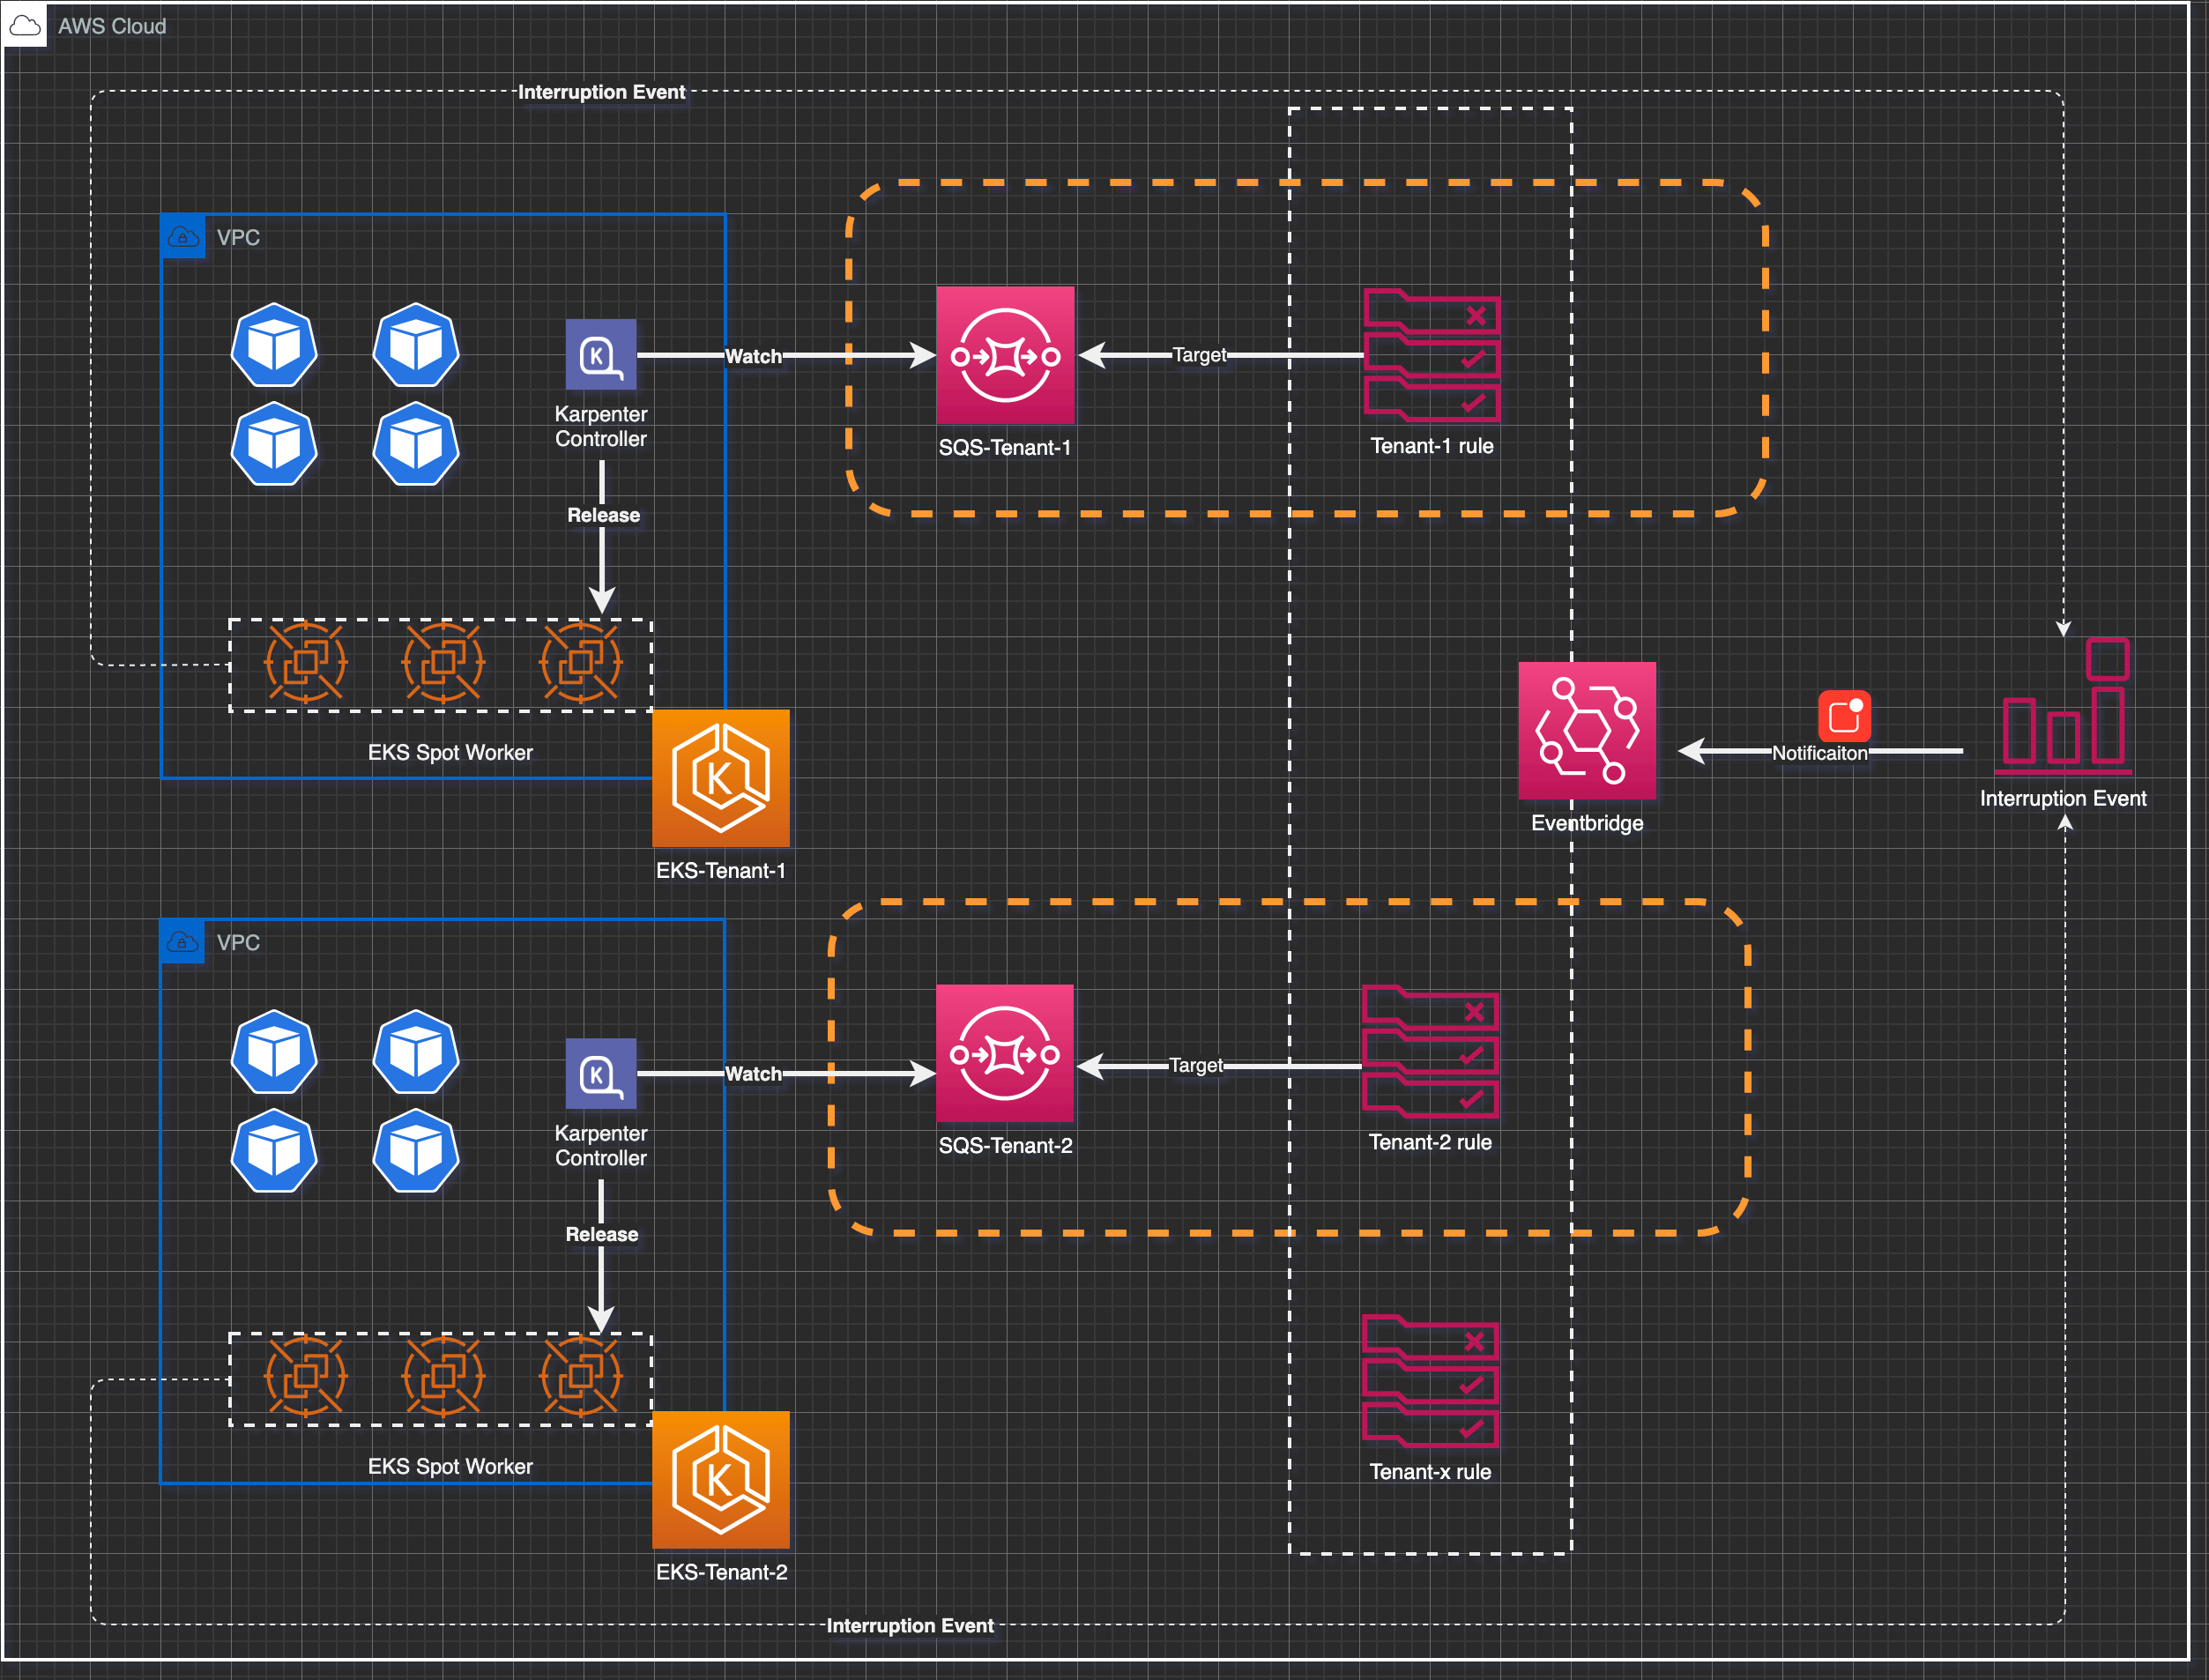 AWS Cloud
Interruption Event
VPC
Karpenter
Controller
Watch
SQS-Tenant-1
Target
Tenant-1 rule
Release
EKS Spot Worker
EKS-Tenant-1
Eventbridge
Notificaiton
Interruption Event
VPC
Karpenter
Controller
Watch
SQS-Tenant-2
Target
Tenant-2 rule
Release
EKS Spot Worker
EKS-Tenant-2
Tenant-x rule
Interruption Event
K
K
K
K